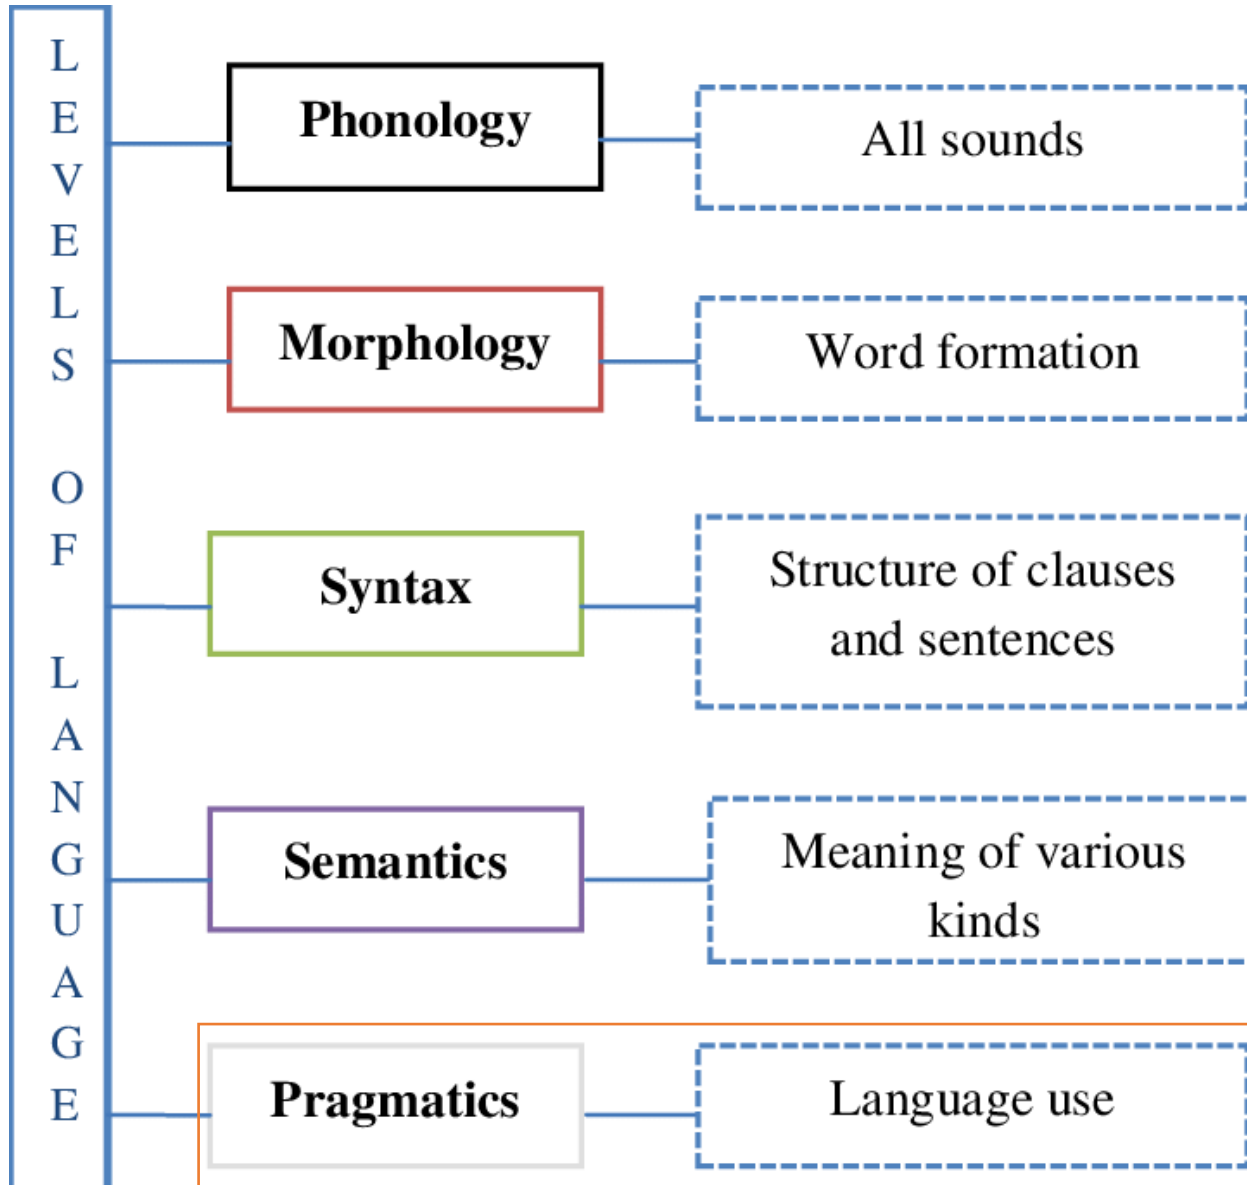 LEVELS OF LANGUAGE
Phonology
All sounds
Morphology
Word formation
Syntax
Structure of clauses
and sentences
Semantics
Meaning of various
kinds
Pragmatics
Language use